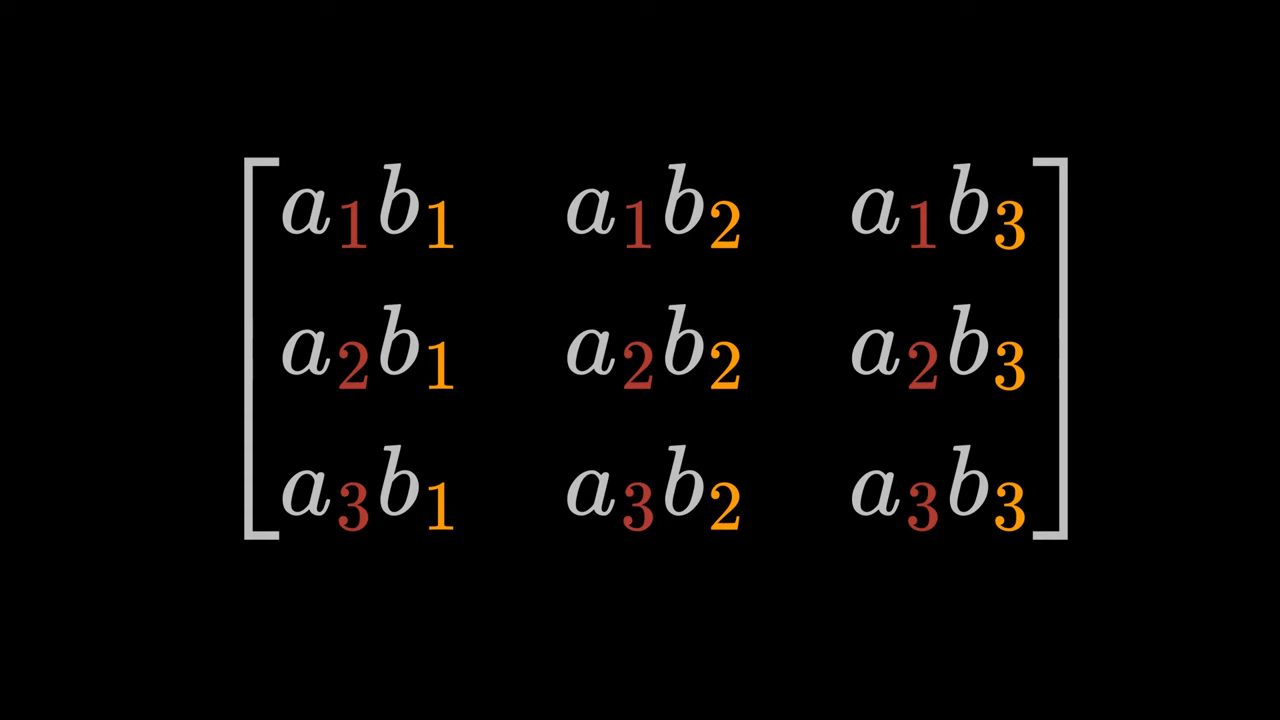 a₁b₁ a₁b₂ a₁b₃
a₂b₁ a₂b₂ a₂b₃
a₃b₁ a₃b₂ a₃b₃